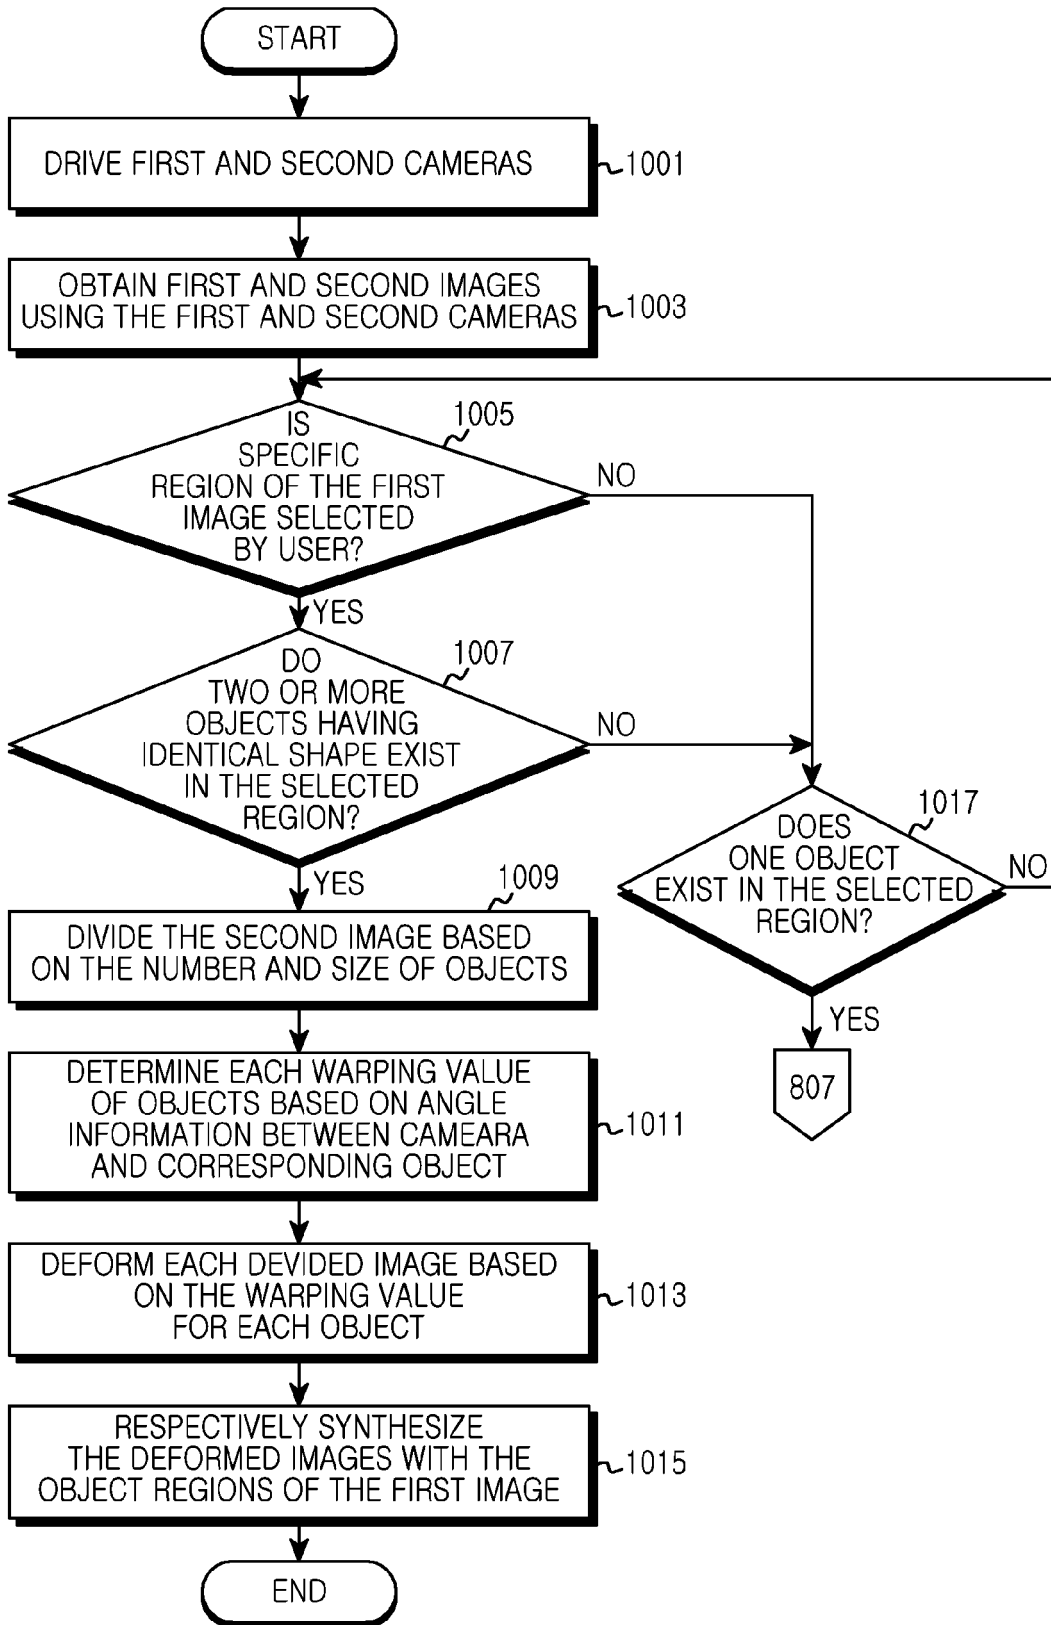 START
DRIVE FIRST AND SECOND CAMERAS
1001
OBTAIN FIRST AND SECOND IMAGES
USING THE FIRST AND SECOND CAMERAS
1003
IS
SPECIFIC
REGION OF THE FIRST
IMAGE SELECTED
BY USER?
1005
NO
YES
DO
TWO OR MORE
OBJECTS HAVING
IDENTICAL SHAPE EXIST
IN THE SELECTED
REGION?
1007
NO
YES
DOES
ONE OBJECT
EXIST IN THE SELECTED
REGION?
1017
NO
YES
807
1009
DIVIDE THE SECOND IMAGE BASED
ON THE NUMBER AND SIZE OF OBJECTS
DETERMINE EACH WARPING VALUE
OF OBJECTS BASED ON ANGLE
INFORMATION BETWEEN CAMEARA
AND CORRESPONDING OBJECT
1011
DEFORM EACH DEVIDED IMAGE BASED
ON THE WARPING VALUE
FOR EACH OBJECT
1013
RESPECTIVELY SYNTHESIZE
THE DEFORMED IMAGES WITH THE
OBJECT REGIONS OF THE FIRST IMAGE
1015
END